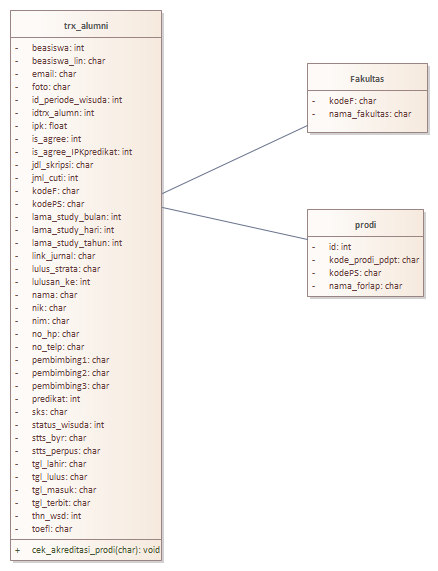 trx_alumni
- beasiswa: int
- beasiswa_lin: char
- email: char
- foto: char
- id_periode_wisuda: int
- idtrx_alumn: int
- ipk: float
- is_agree: int
- is_agree_IPKpredikat: int
- jdl_skripsi: char
- jml_cuti: int
- kodeF: char
- kodePS: char
- lama_study_bulan: int
- lama_study_hari: int
- lama_study_tahun: int
- link_jurnal: char
- lulus_strata: char
- lulusan_ke: int
- nama: char
- nik: char
- nim: char
- no_hp: char
- no_telp: char
- pembimbing1: char
- pembimbing2: char
- pembimbing3: char
- predikat: int
- sks: char
- status_wisuda: int
- stts_byr: char
- stts_perpus: char
- tgl_lahir: char
- tgl_lulus: char
- tgl_masuk: char
- tgl_terbit: char
- thn_wsd: int
- toefl: char
+ cek_akreditasi_prodi(char): void
Fakultas
- kodeF: char
- nama_fakultas: char
prodi
- id: int
- kode_prodi_pdpt: char
- kodePS: char
- nama_forlap: char